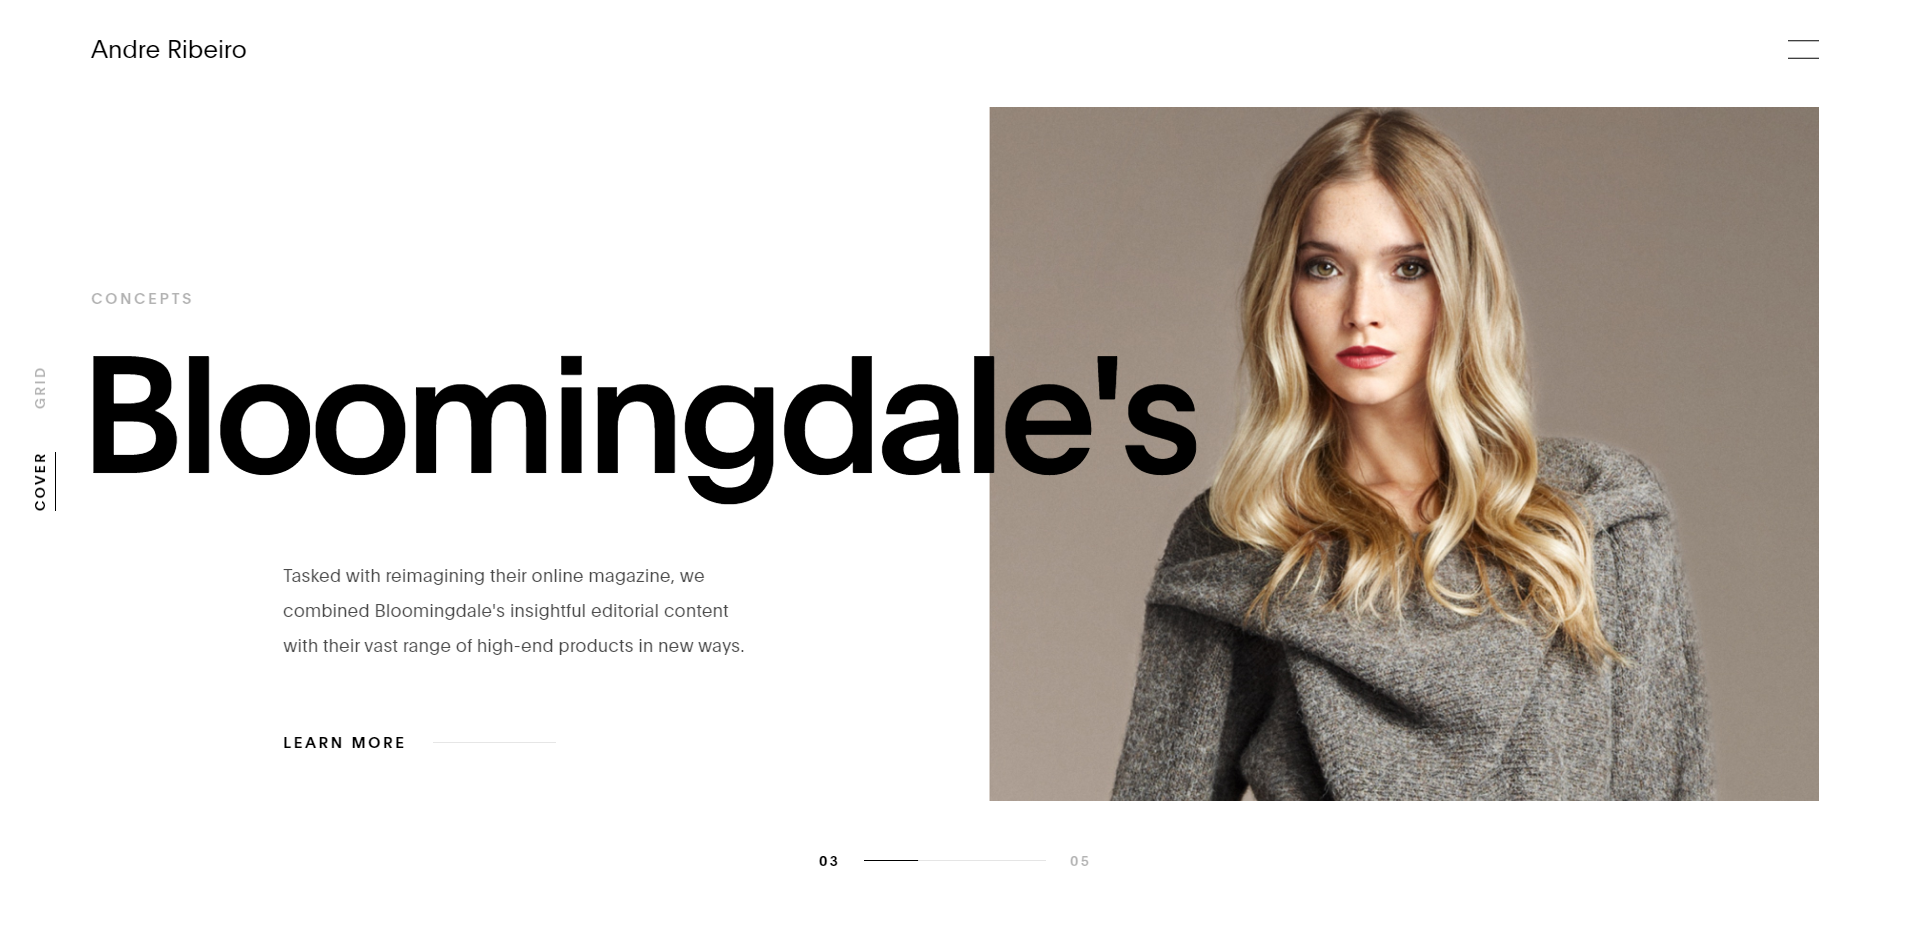 Andre Ribeiro
CONCEPTS
GRID
COVER
Bloomingdale's
Tasked with reimagining their online magazine, we
combined Bloomingdale's insightful editorial content
with their vast range of high-end products in new ways.
LEARN MORE
03 05